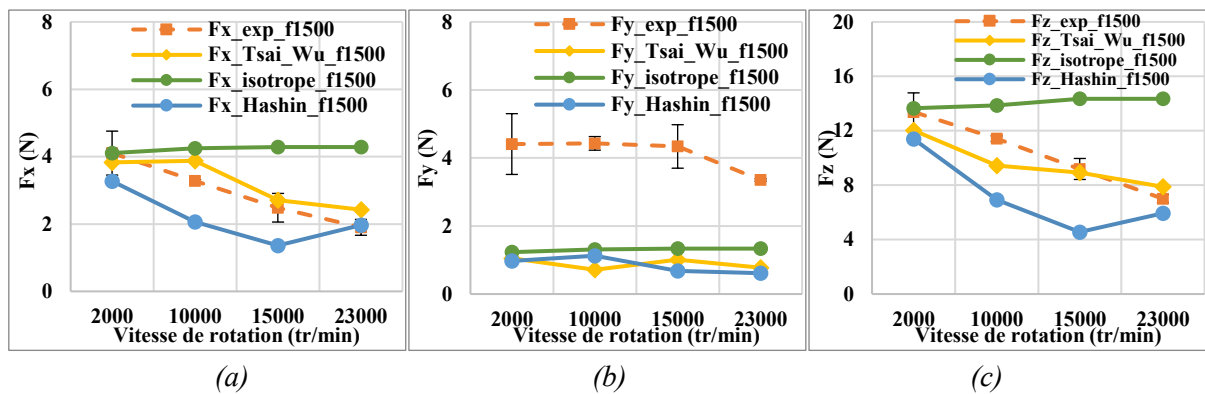 8
6
4
2
0
Fx (N)
Fx_exp_f1500
Fx_Tsai_Wu_f1500
Fx_isotrope_f1500
Fx_Hashin_f1500
2000 10000 15000 23000
Vitesse de rotation (tr/min)
(a)
8
6
4
2
0
Fy (N)
Fy_exp_f1500
Fy_Tsai_Wu_f1500
Fy_isotrope_f1500
Fy_Hashin_f1500
2000 10000 15000 23000
Vitesse de rotation (tr/min)
(b)
20
16
12
8
4
0
Fz (N)
Fz_exp_f1500
Fz_Tsai_Wu_f1500
Fz_isotrope_f1500
Fz_Hashin_f1500
2000 10000 15000 23000
Vitesse de rotation (tr/min)
(c)